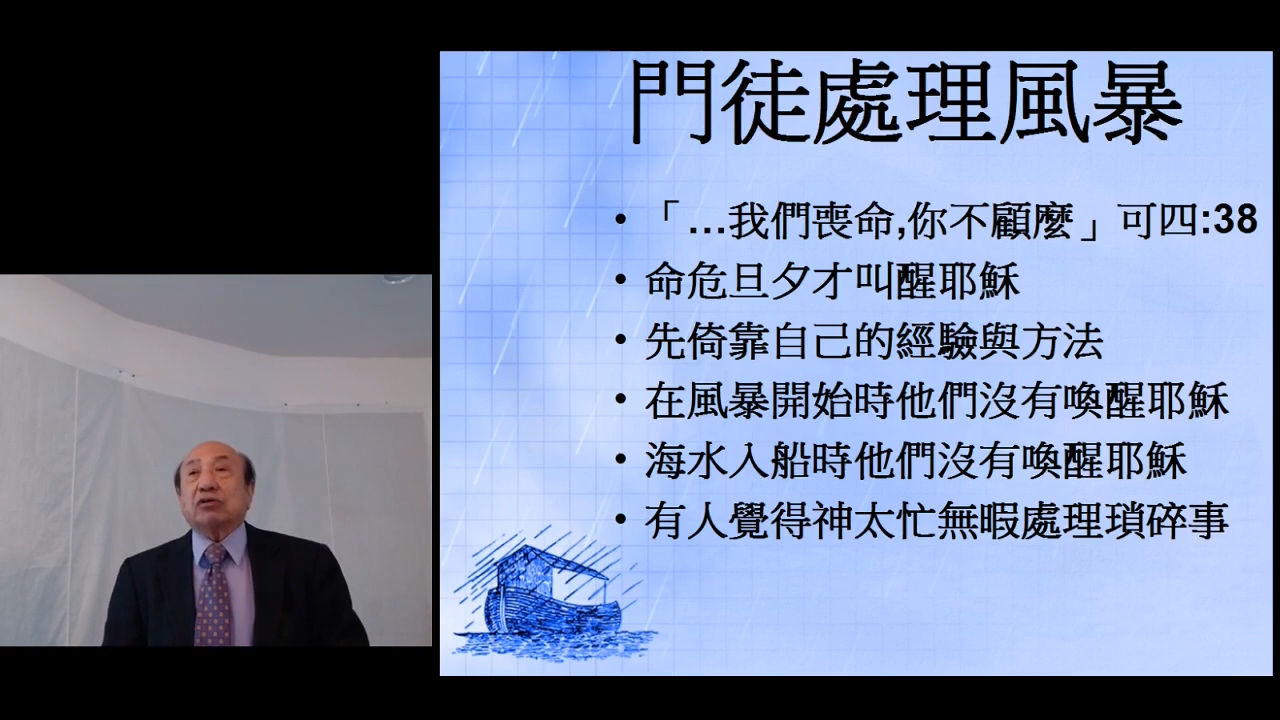 門徒處理風暴
•「...我們喪命,你不顧麼」可四:38
•命危旦夕才叫醒耶穌
•先倚靠自己的經驗與方法
•在風暴開始時他們沒有喚醒耶穌
•海水入船時他們沒有喚醒耶穌
•有人覺得神太忙無暇處理瑣碎事